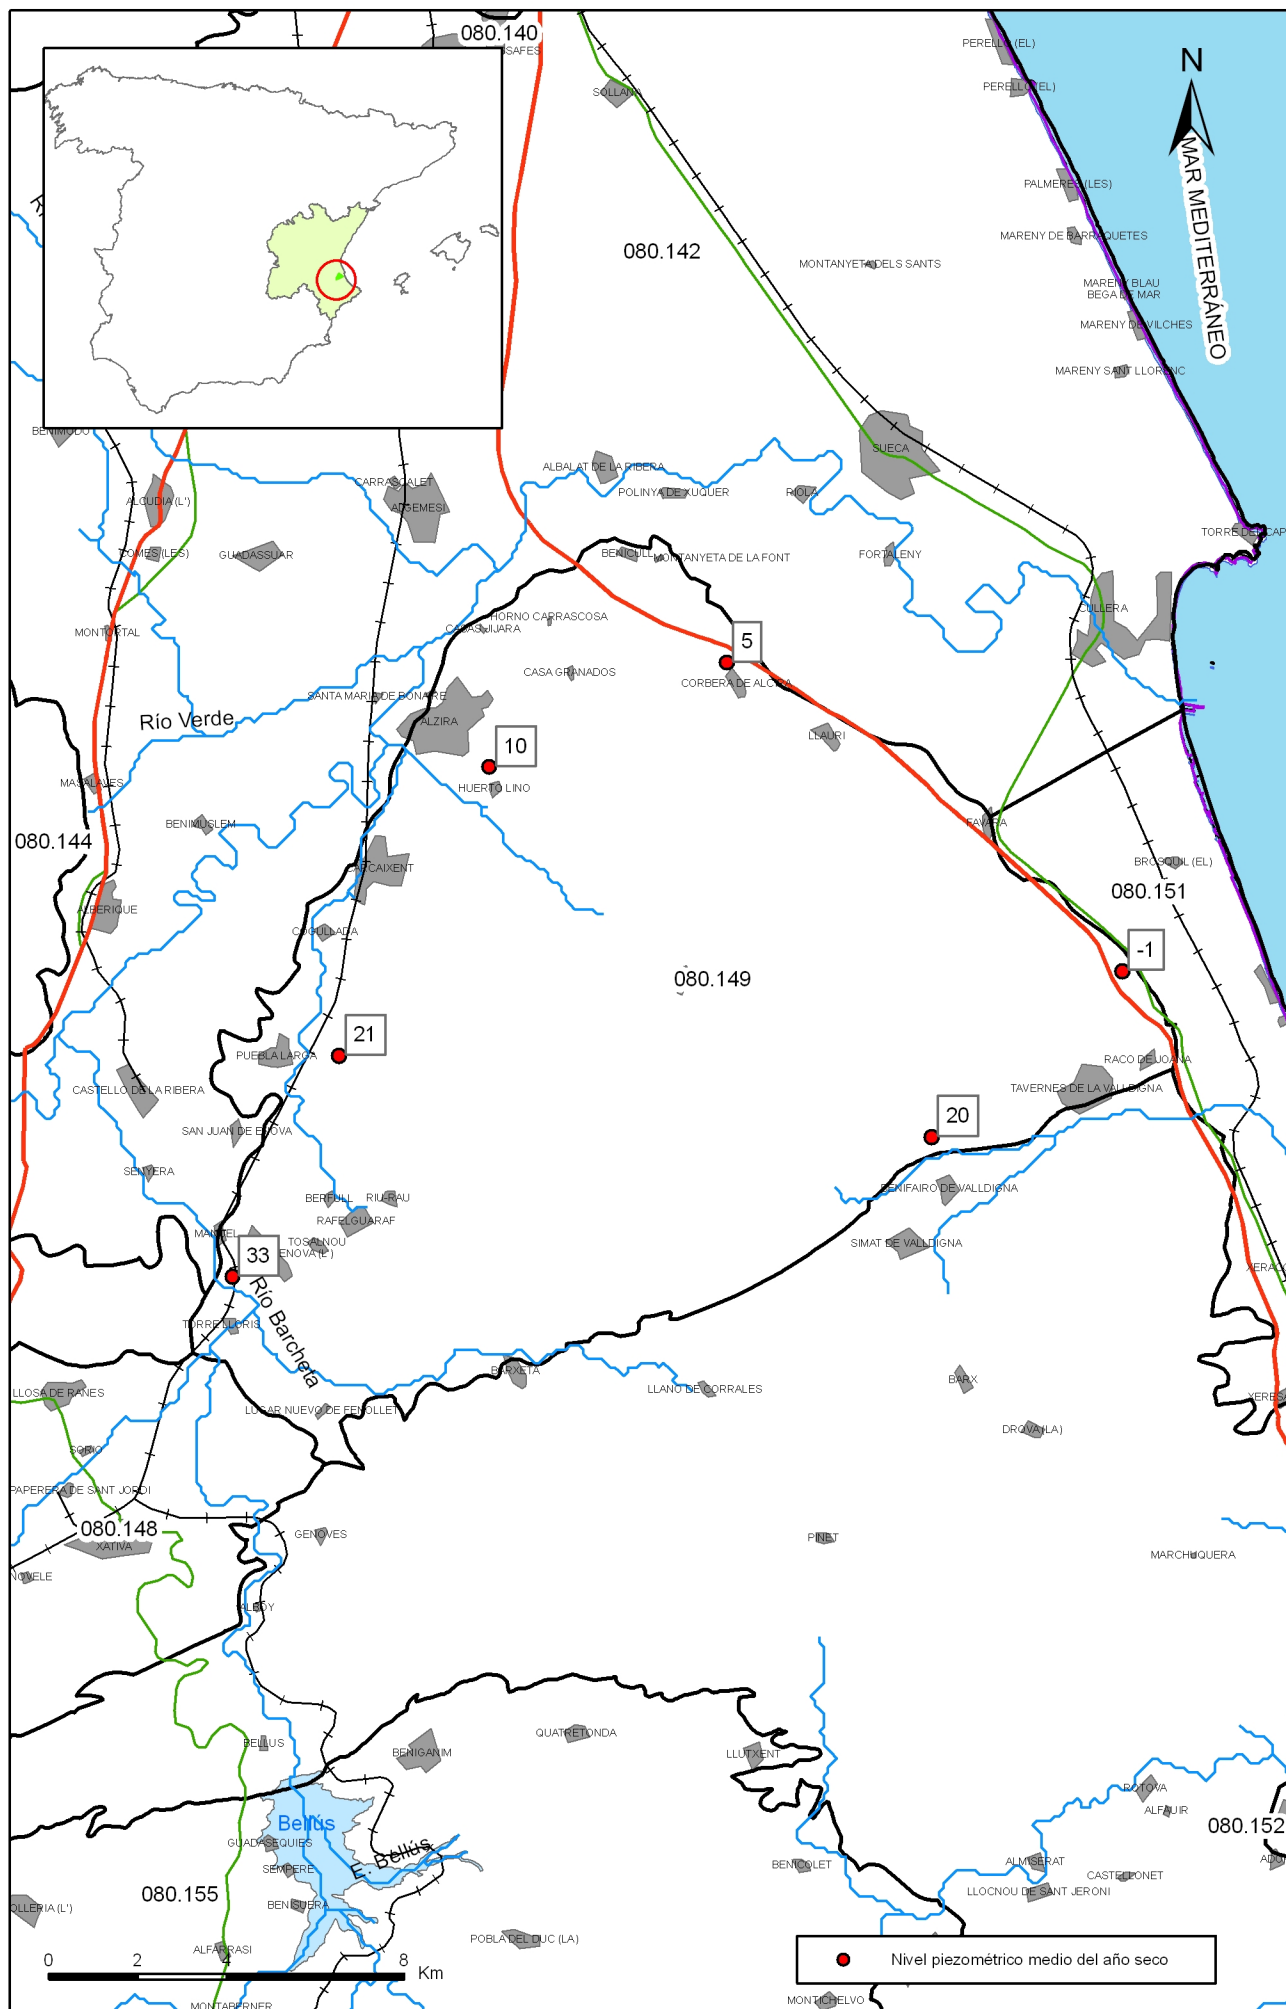 080.140
PERELLO (EL)
SOLLANA
PERELLO (EL)
N
MAR MEDITERRÁNEO
PALMERES (LES)
MARENY DE BARRAQUETES
080.142
MONTANYETA DELS SANTS
MARENY BLAU
BEGA DE MAR
MARENY DE VILCHES
MARENY SANT LLORENC
BENIMODO
SUECA
ALBALAT DE LA RIBERA
CARRASCALET
POLINYA DE XUQUER
RIOLA
ALCUDIA (L')
ALGEMESI
TORRE DEL CAP
TOMES (LES)
GUADASSUAR
BENICULL
MONTANYETA DE LA FONT
FORTALENY
CULLERA
HORNO CARRASCOSA
CASAS IJARA
MONTORTAL
5
CASA GRANADOS
CORBERA DE ALCIRA
SANTA MARIA DE BONAIRE
Río Verde
ALZIRA
LLAURI
10
MASALAVES
HUERTO LINO
BENIMUSLEM
FAVARA
080.144
BROSQUIL (EL)
CARCAIXENT
080.151
ALBERIQUE
COGULLADA
-1
080.149
21
PUEBLA LARGA
RACO DE JOANA
CASTELLO DE LA RIBERA
TAVERNES DE LA VALLDIGNA
20
SAN JUAN DE ENOVA
SENYERA
BENIFAIRO DE VALLDIGNA
BERFULL
RIU-RAU
RAFELGUARAF
MANUEL
TOSALNOU
SIMAT DE VALLDIGNA
ENOVA (L')
33
XERACO
Río Barcheta
TORRE LLORIS
BARXETA
BARX
LLOSA DE RANES
LLANO DE CORRALES
XERESA
LUGAR NUEVO DE FENOLLET
DROVA (LA)
SORIO
PAPERERA DE SANT JORDI
080.148
GENOVES
PINET
XATIVA
MARCHUQUERA
NOVELE
ALBOY
QUATRETONDA
BELLUS
BENIGANIM
LLUTXENT
ROTOVA
ALFAUIR
Bellús
080.152
GUADASEQUIES
E. Bellús
ALMISERAT
ADO
SEMPERE
BENICOLET
CASTELLONET
080.155
LLOCNOU DE SANT JERONI
OLLERIA (L')
BENISUERA
POBLA DEL DUC (LA)
ALFARRASI
0 2 4 8 Km
Nivel piezométrico medio del año seco
MONTICHELVO
MONTABERNER